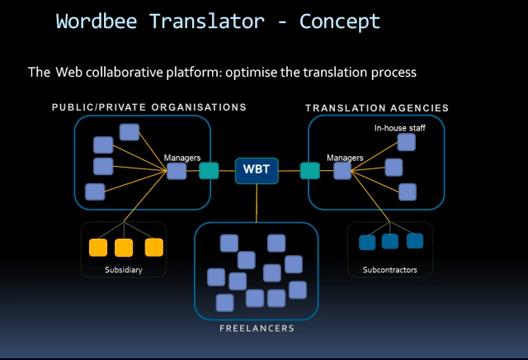 Wordbee Translator - Concept
The Web collaborative platform: optimise the translation process
PUBLIC/PRIVATE ORGANISATIONS
TRANSLATION AGENCIES
In-house staff
Managers
WBT
Managers
Subsidiary
Subcontractors
FREELANCERS